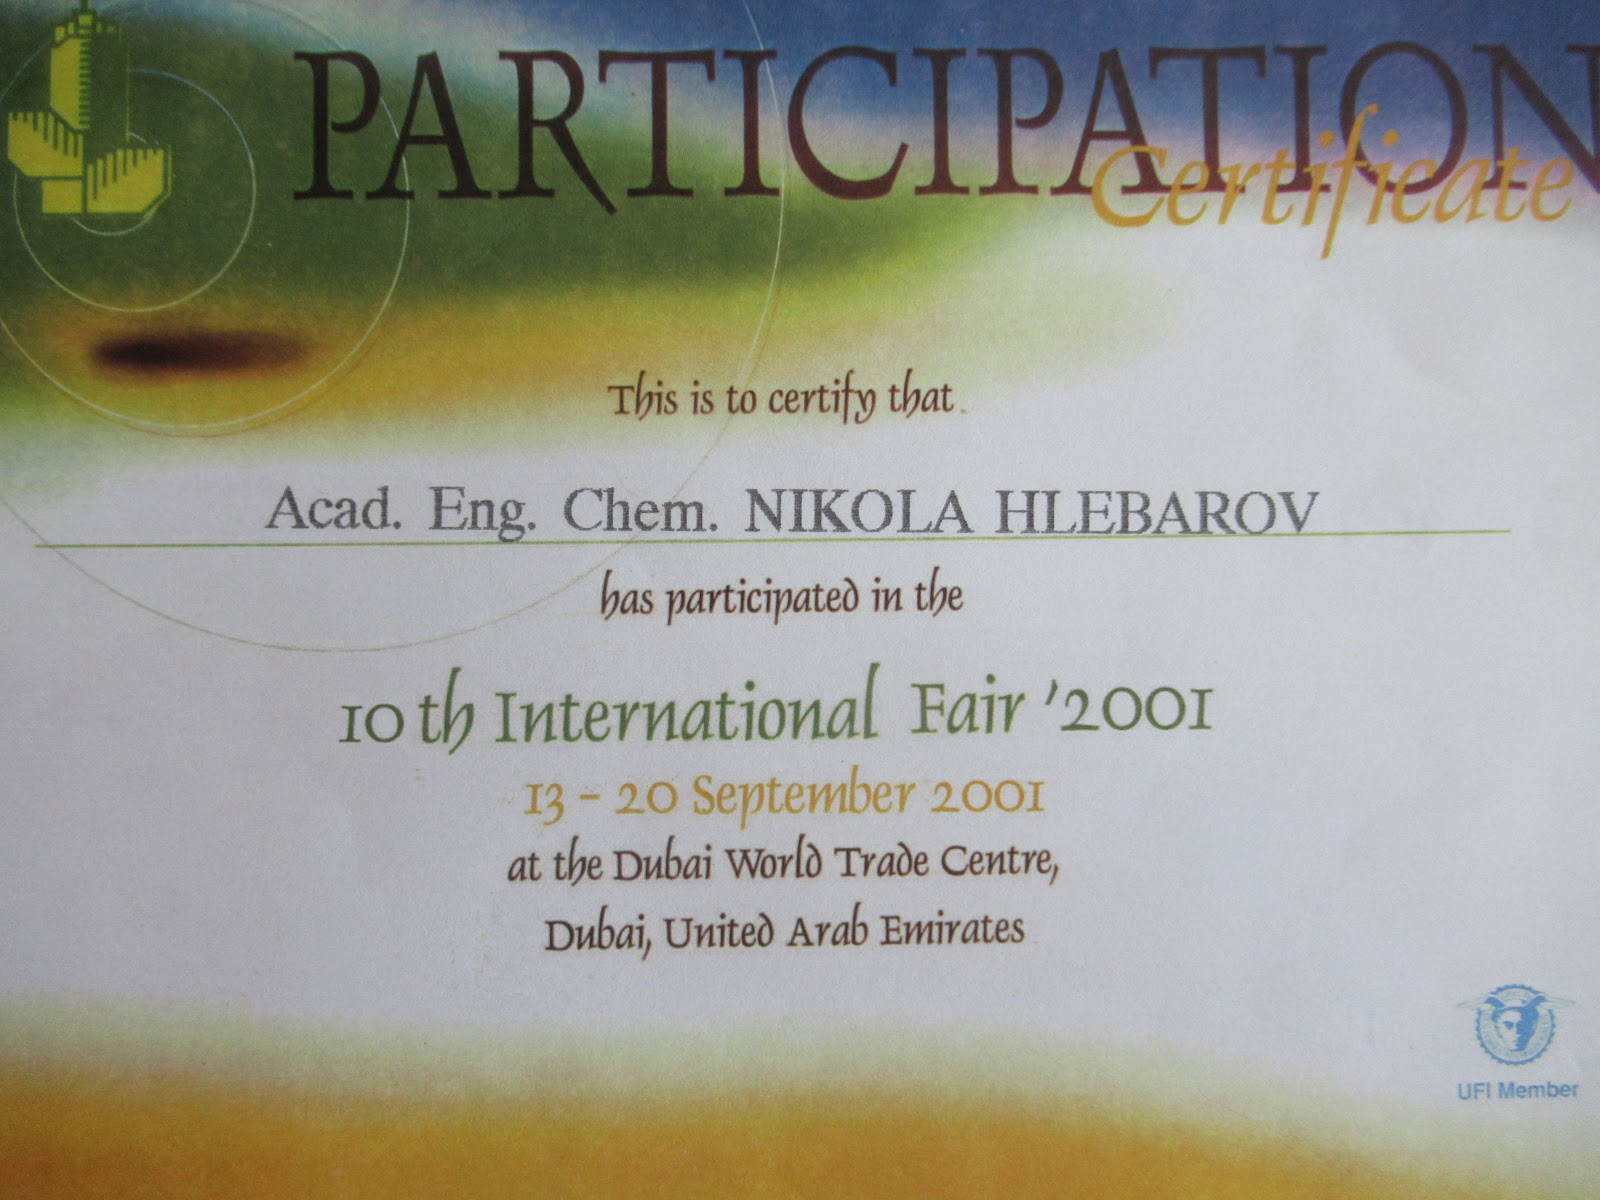 PARTICIPATION
Certificate
This is to certify that
Acad. Eng. Chem. NIKOLA HLEBAROV
has participated in the
10th International Fair '2001
13 - 20 September 2001
at the Dubai World Trade Centre,
Dubai, United Arab Emirates
UFI Member